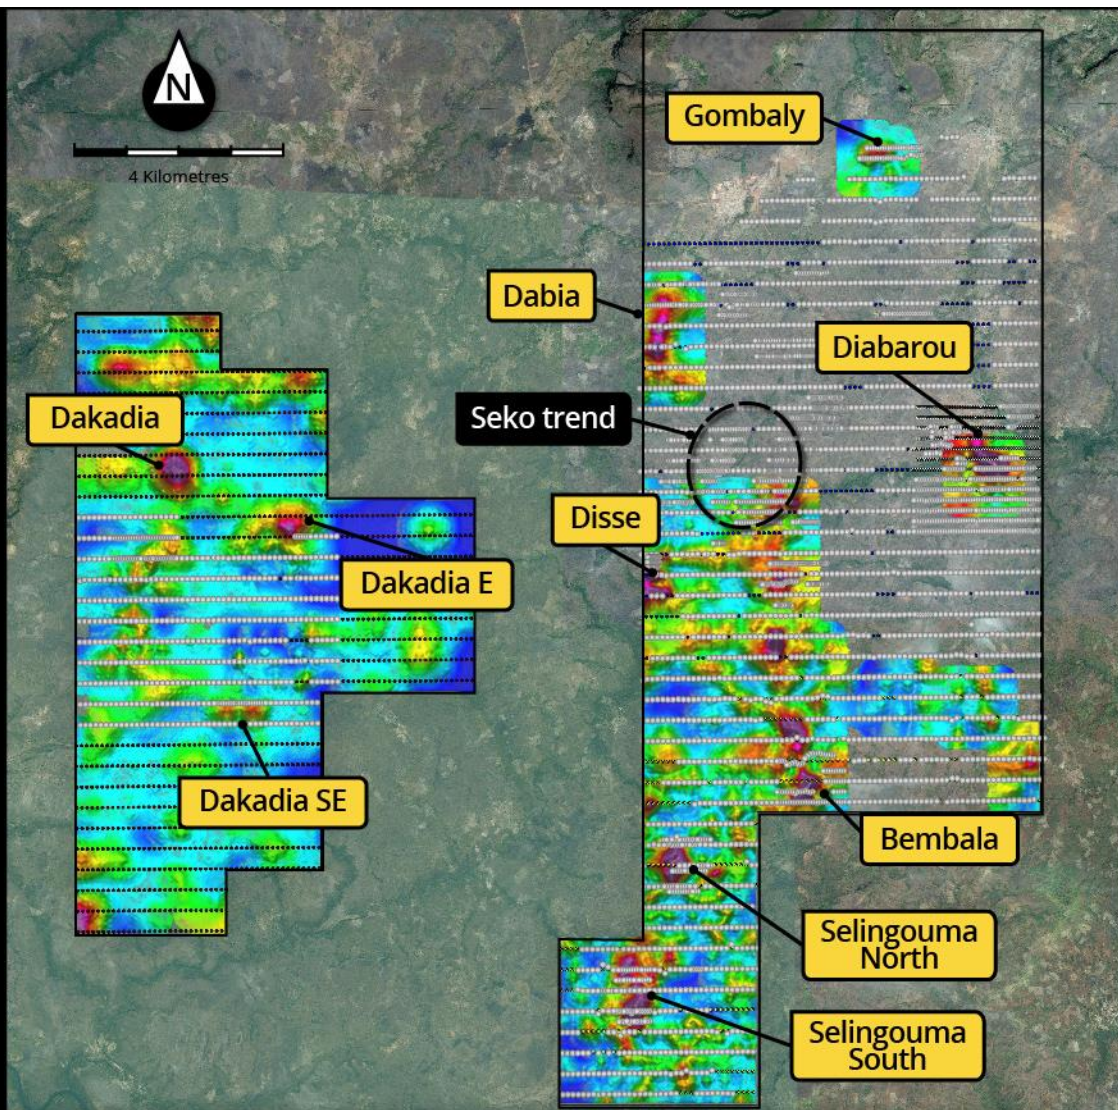 N
4 Kilometres
Gombaly
Dabia
Diabarou
Dakadia
Seko trend
Disse
Dakadia E
Dakadia SE
Bembala
Selingouma
North
Selingouma
South